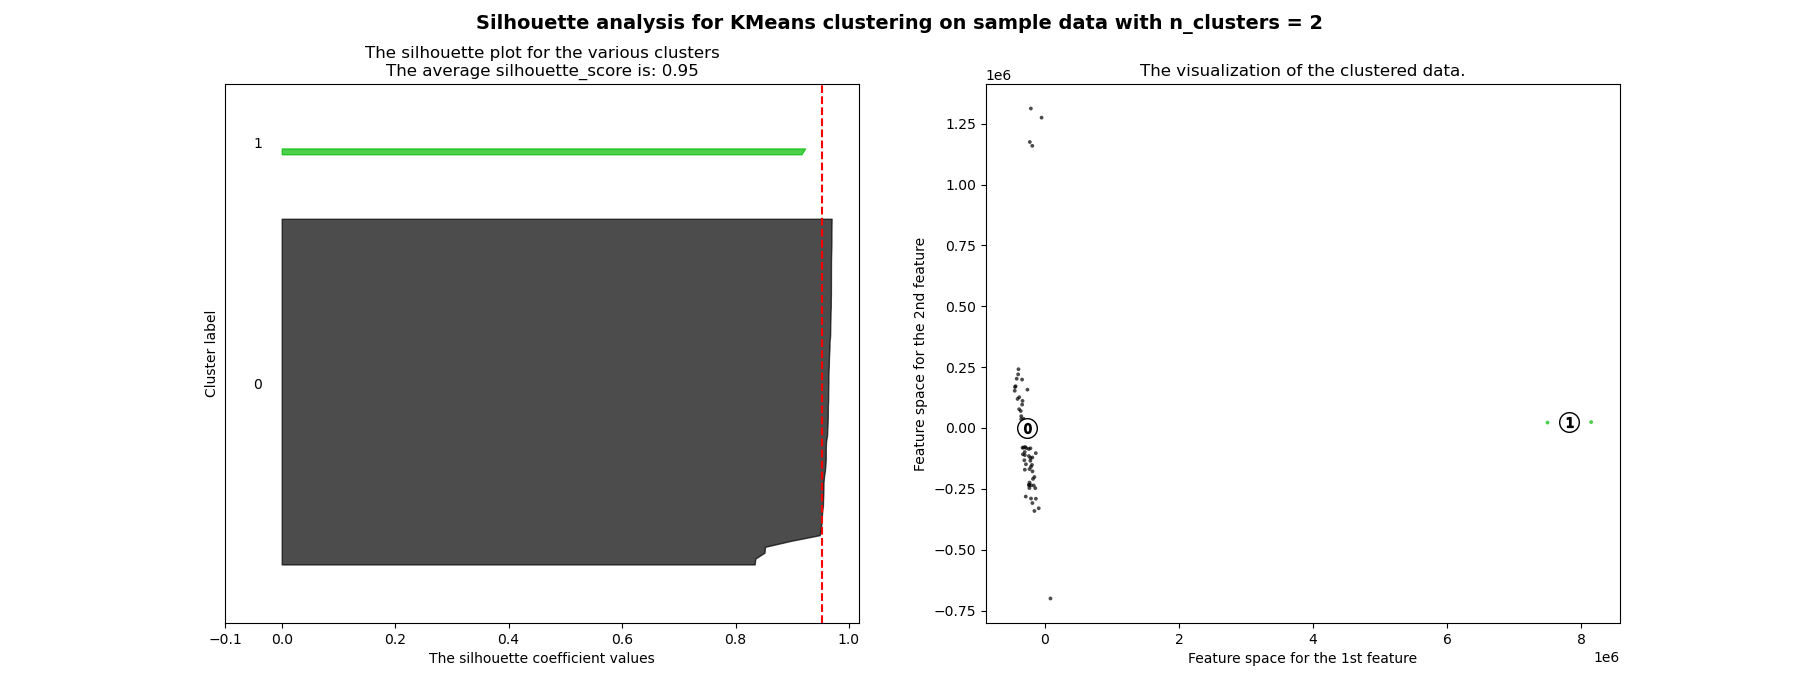 Silhouette analysis for KMeans clustering on sample data with n_clusters = 2
The silhouette plot for the various clusters
The average silhouette_score is: 0.95
1
0
Cluster label
−0.1 0.0 0.2 0.4 0.6 0.8 1.0
The silhouette coefficient values
The visualization of the clustered data.
1e6
1.25
1.00
0.75
0.50
0.25
0.00
−0.25
−0.50
−0.75
Feature space for the 2nd feature
0
1
0 2 4 6 8
1e6
Feature space for the 1st feature